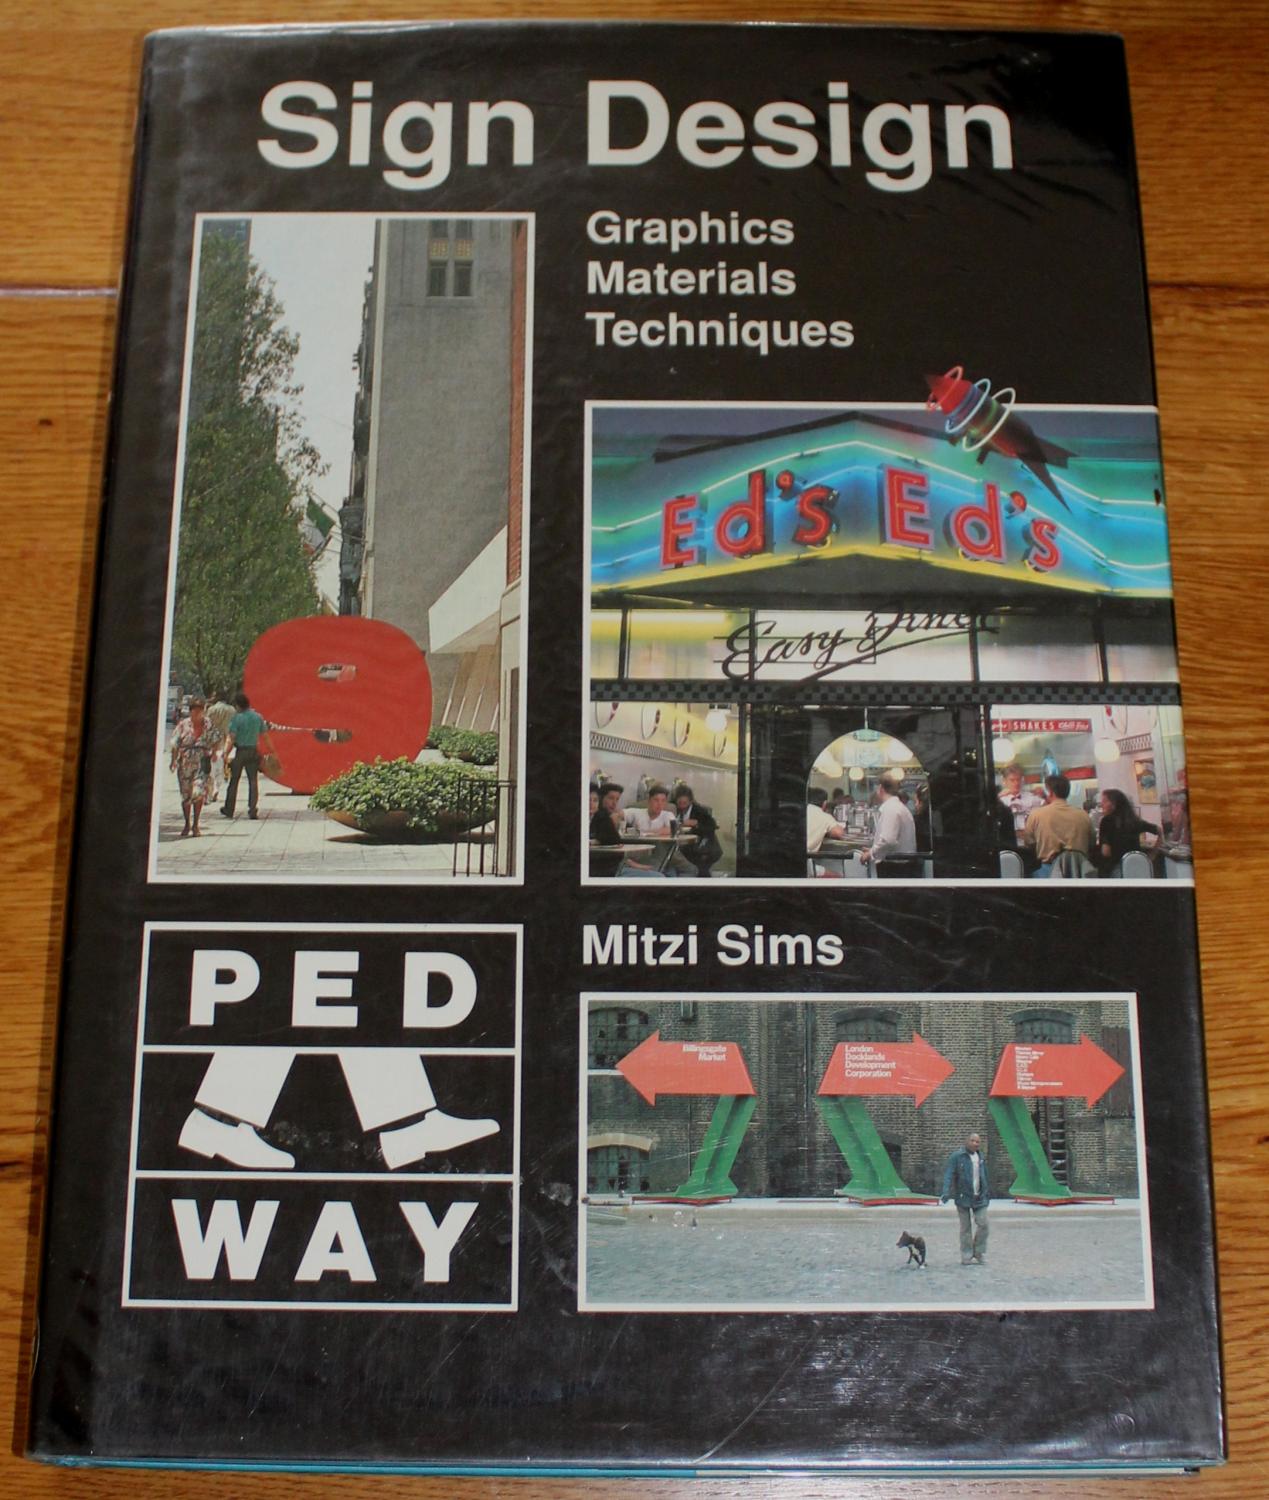 Sign Design
Graphics
Materials
Techniques
9
Ed's Ed's
Easy Diner
SHAKES
PED
WAY
Mitzi Sims
Billingsgate
Market
London
Docklands
Development
Corporation